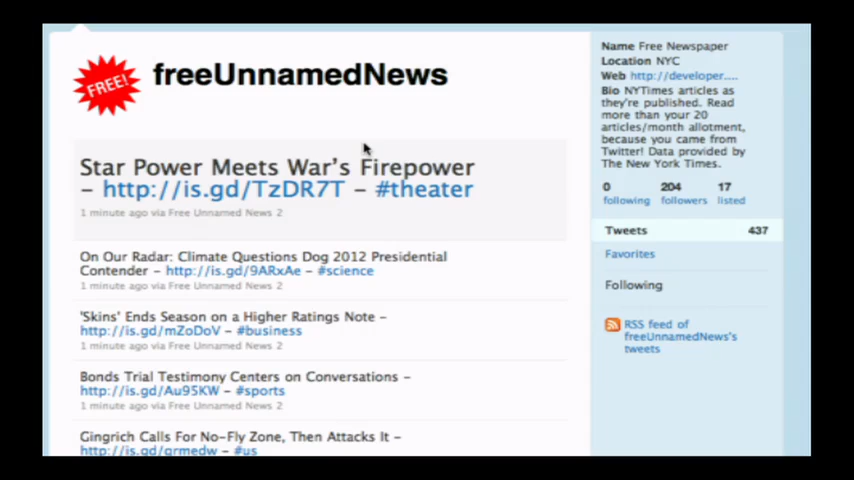 FREE!
freeUnnamedNews
Star Power Meets War's Firepower
– http://is.gd/TzDR7T – #theater
1 minute ago via Free Unnamed News 2
On Our Radar: Climate Questions Dog 2012 Presidential
Contender – http://is.gd/9ARxAe – #science
1 minute ago via Free Unnamed News 2
'Skins' Ends Season on a Higher Ratings Note –
http://is.gd/mZoDoV – #business
1 minute ago via Free Unnamed News 2
Bonds Trial Testimony Centers on Conversations –
http://is.gd/Au95KW – #sports
1 minute ago via Free Unnamed News 2
Gingrich Calls For No-Fly Zone, Then Attacks It –
http://is.gd/grmedw – #us
Name Free Newspaper
Location NYC
Web http://developer....
Bio NYTimes articles as
they're published. Read
more than your 20
articles/month allotment,
because you came from
Twitter! Data provided by
The New York Times.
0 204 17
following followers listed
Tweets 437
Favorites
Following
RSS feed of
freeUnnamedNews's
tweets